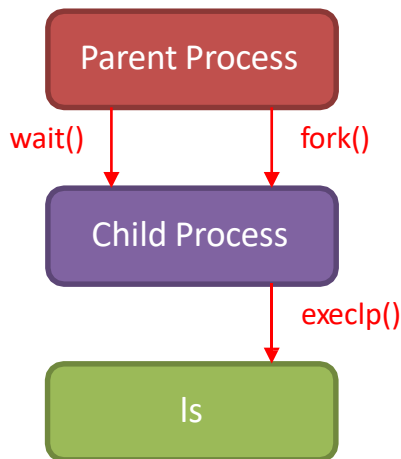 Parent Process
wait()
fork()
Child Process
execlp()
ls